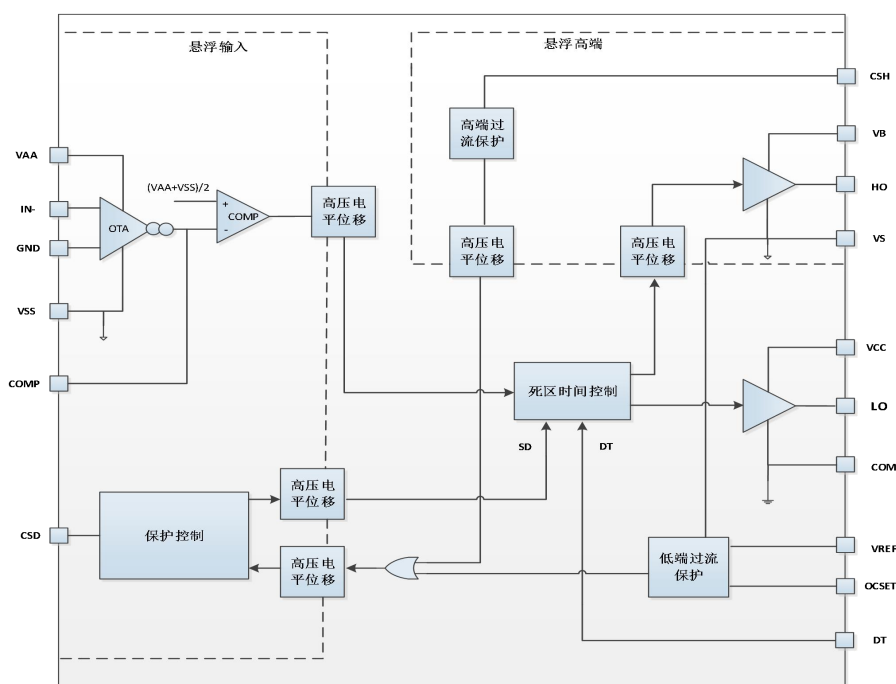 悬浮输入
悬浮高端
CSH
高端过
流保护
VB
VAA
(VAA+VSS)/2
+
COMP
-
高压电
平位移
HO
IN-
OTA
GND
高压电
平位移
高压电
平位移
VS
VSS
VCC
COMP
死区时间控制
LO
SD
DT
COM
高压电
平位移
CSD
保护控制
高压电
平位移
低端过流
保护
VREF
OCSET
DT